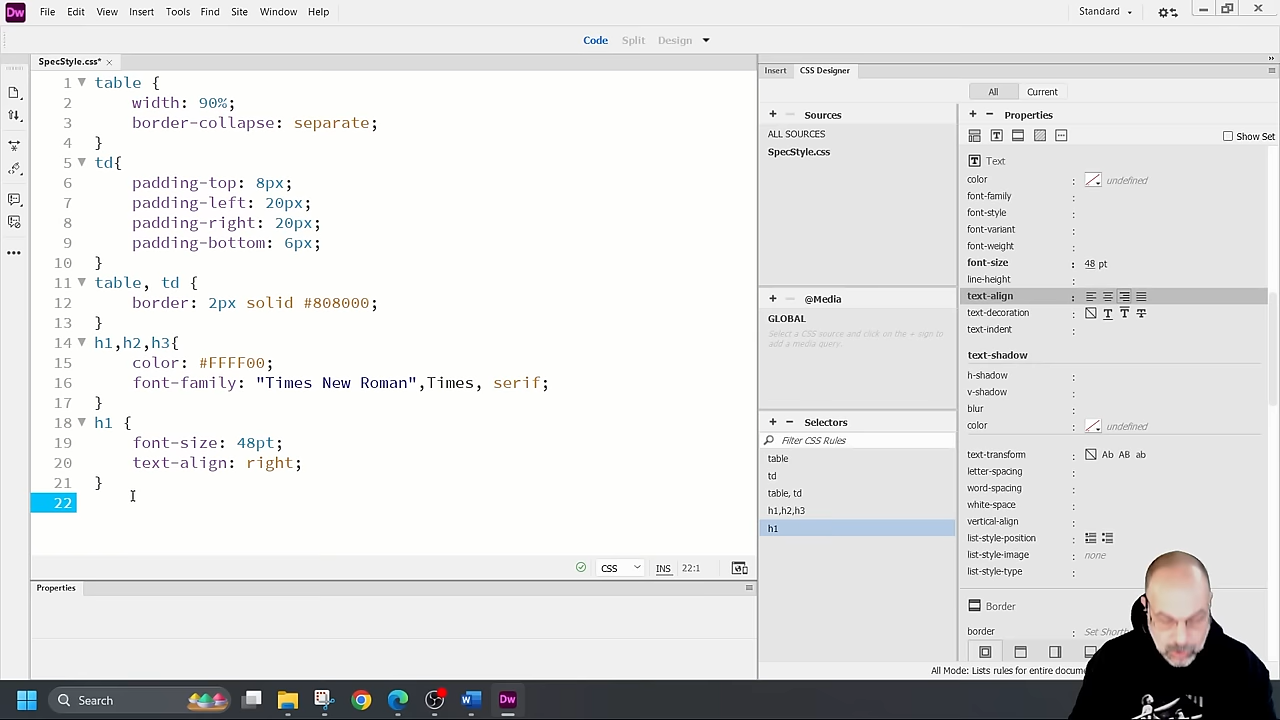 Dw File Edit View Insert Tools Find Site Window Help Standard
Code Split Design
SpecStyle.css*
Insert CSS Designer
All Current
1 table {
2 width: 90%;
3 border-collapse: separate;
4 }
5 td{
6 padding-top: 8px;
7 padding-left: 20px;
8 padding-right: 20px;
9 padding-bottom: 6px;
10 }
11 table, td {
12 border: 2px solid #808000;
13 }
14 h1,h2,h3{
15 color: #FFFF00;
16 font-family: "Times New Roman",Times, serif;
17 }
18 h1 {
19 font-size: 48pt;
20 text-align: right;
21 }
22
CSS INS 22:1
Properties
+ − Sources
ALL SOURCES
SpecStyle.css
+ − @Media
GLOBAL
Select a CSS source and click on the + sign to
add a media query.
+ − Selectors
Filter CSS Rules
table
td
table, td
h1,h2,h3
h1
+ − Properties
Show Set
T Text
color : undefined
font-family :
font-style :
font-variant :
font-weight :
font-size : 48 pt
line-height :
text-align :
text-decoration : T T T
text-indent :
text-shadow
h-shadow :
v-shadow :
blur :
color : undefined
text-transform : Ab AB ab
letter-spacing :
word-spacing :
white-space :
vertical-align :
list-style-position :
list-style-image : none
list-style-type :
Border
border : Set Shorth
All Mode: Lists rules for entire docum
Search
Dw